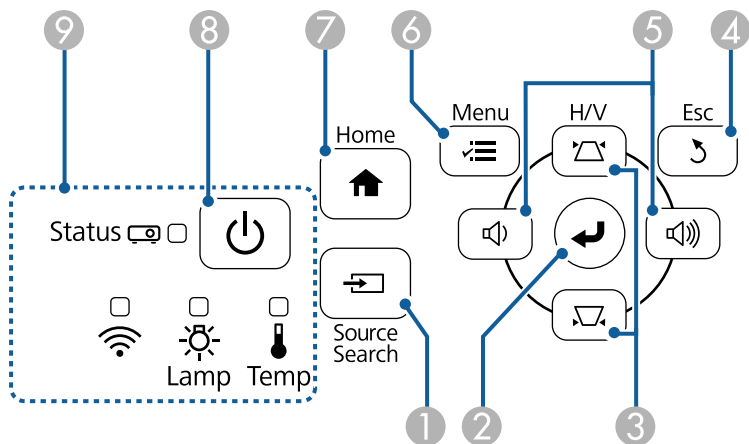 9 8 7 6 5 4
Menu H/V Esc
Home
Status
Source
Search
Lamp Temp
1 2 3